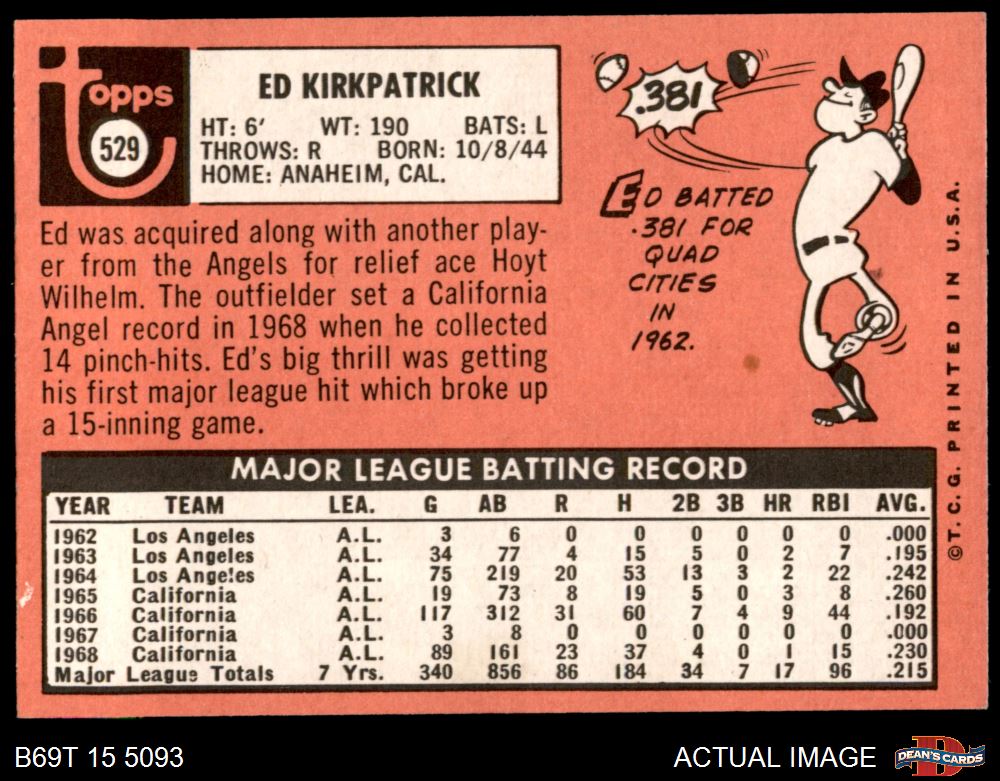 Topps
529
ED KIRKPATRICK
HT: 6' WT: 190 BATS: L
THROWS: R BORN: 10/8/44
HOME: ANAHEIM, CAL.
Ed was acquired along with another play-
er from the Angels for relief ace Hoyt
Wilhelm. The outfielder set a California
Angel record in 1968 when he collected
14 pinch-hits. Ed's big thrill was getting
his first major league hit which broke up
a 15-inning game.
.381
ED BATTED
.381 FOR
QUAD
CITIES
IN
1962.
©T.C.G. PRINTED IN U.S.A.
MAJOR LEAGUE BATTING RECORD
YEAR TEAM LEA. G AB R H 2B 3B HR RBI AVG.
1962 Los Angeles A.L. 3 6 0 0 0 0 0 0 .000
1963 Los Angeles A.L. 34 77 4 15 5 0 2 7 .195
1964 Los Angeles A.L. 75 219 20 53 13 3 2 22 .242
1965 California A.L. 19 73 8 19 5 0 3 8 .260
1966 California A.L. 117 312 31 60 7 4 9 44 .192
1967 California A.L. 3 8 0 0 0 0 0 0 .000
1968 California A.L. 89 161 23 37 4 0 1 15 .230
Major League Totals 7 Yrs. 340 856 86 184 34 7 17 96 .215
B69T 15 5093
ACTUAL IMAGE
D
DEAN'S CARDS